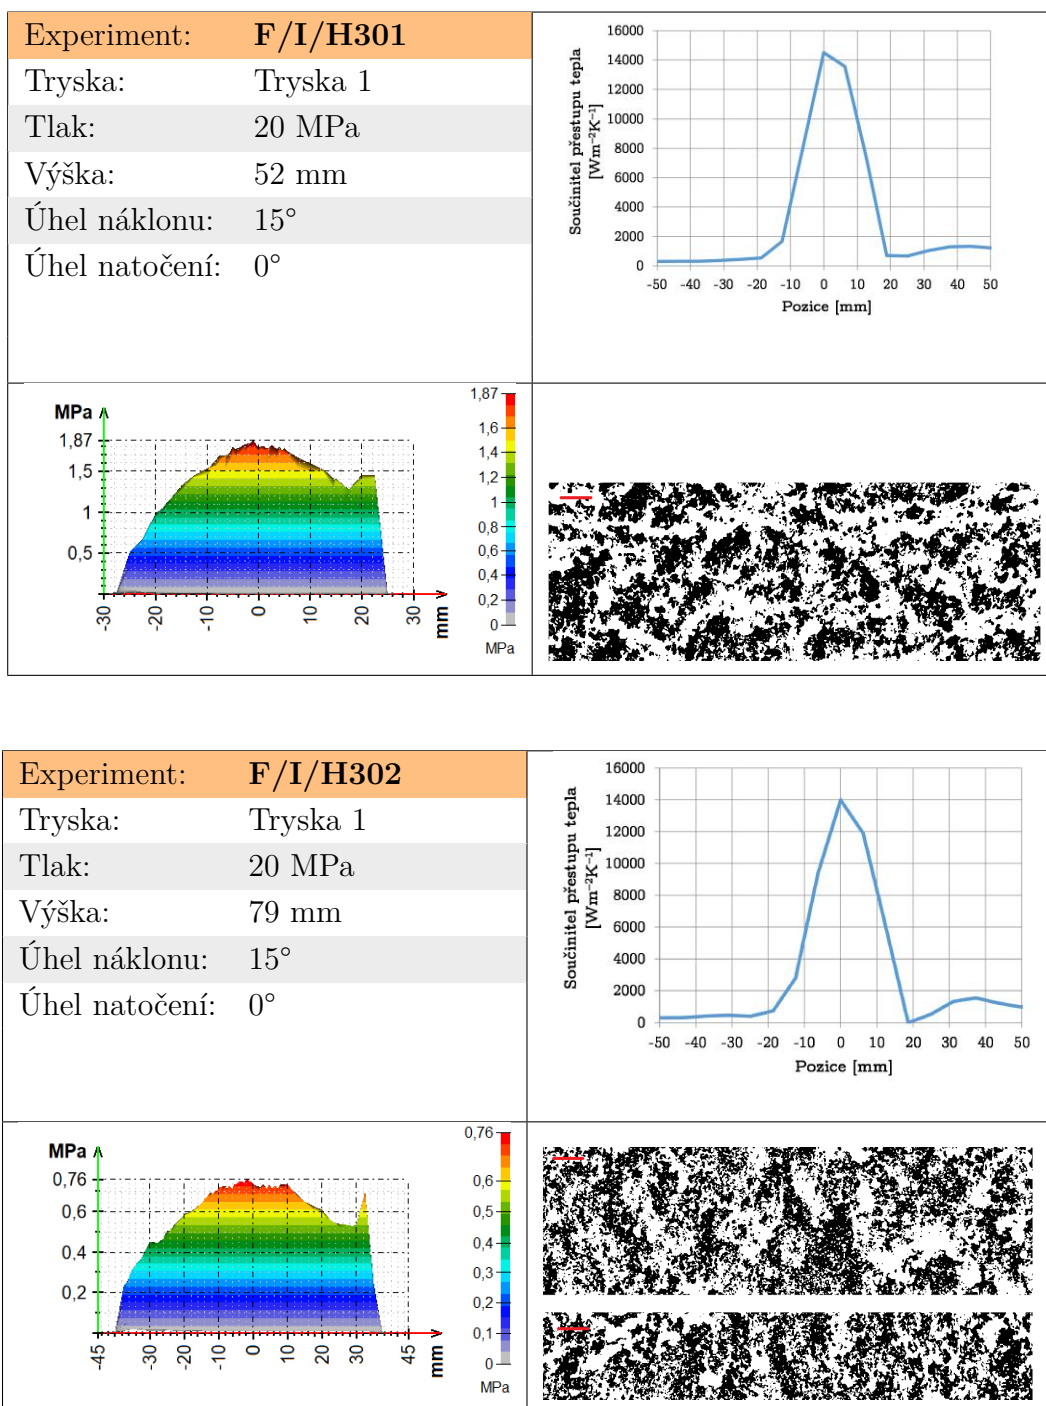 Experiment: F/I/H301
Tryska: Tryska 1
Tlak: 20 MPa
Výška: 52 mm
Úhel náklonu: 15°
Úhel natočení: 0°
Součinitel přestupu tepla
[Wm⁻²K⁻¹]
16000
14000
12000
10000
8000
6000
4000
2000
0
-50 -40 -30 -20 -10 0 10 20 30 40 50
Pozice [mm]
MPa
1,87
1,5
1
0,5
-30 -20 -10 0 10 20 30 mm
1,87
1,6
1,4
1,2
1
0,8
0,6
0,4
0,2
0
MPa
Experiment: F/I/H302
Tryska: Tryska 1
Tlak: 20 MPa
Výška: 79 mm
Úhel náklonu: 15°
Úhel natočení: 0°
Součinitel přestupu tepla
[Wm⁻²K⁻¹]
16000
14000
12000
10000
8000
6000
4000
2000
0
-50 -40 -30 -20 -10 0 10 20 30 40 50
Pozice [mm]
MPa
0,76
0,6
0,4
0,2
-45 -30 -20 -10 0 10 20 30 45 mm
0,76
0,6
0,5
0,4
0,3
0,2
0,1
0
MPa